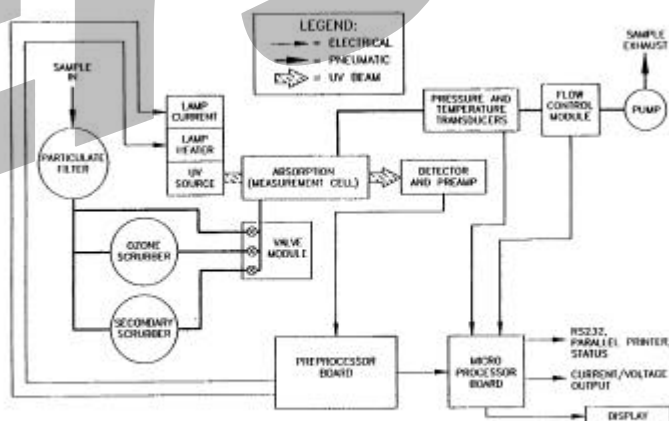 LEGEND:
= ELECTRICAL
= PNEUMATIC
= UV BEAM
SAMPLE
IN
SAMPLE
EXHAUST
LAMP
CURRENT
LAMP
HEATER
UV
SOURCE
PARTICULATE
FILTER
ABSORPTION
(MEASUREMENT CELL)
DETECTOR
AND PREAMP
PRESSURE AND
TEMPERATURE
TRANSDUCERS
FLOW
CONTROL
MODULE
PUMP
OZONE
SCRUBBER
VALVE
MODULE
SECONDARY
SCRUBBER
PREPROCESSOR
BOARD
MICRO
PROCESSOR
BOARD
RS232,
PARALLEL PRINTER,
STATUS
CURRENT/VOLTAGE
OUTPUT
DISPLAY